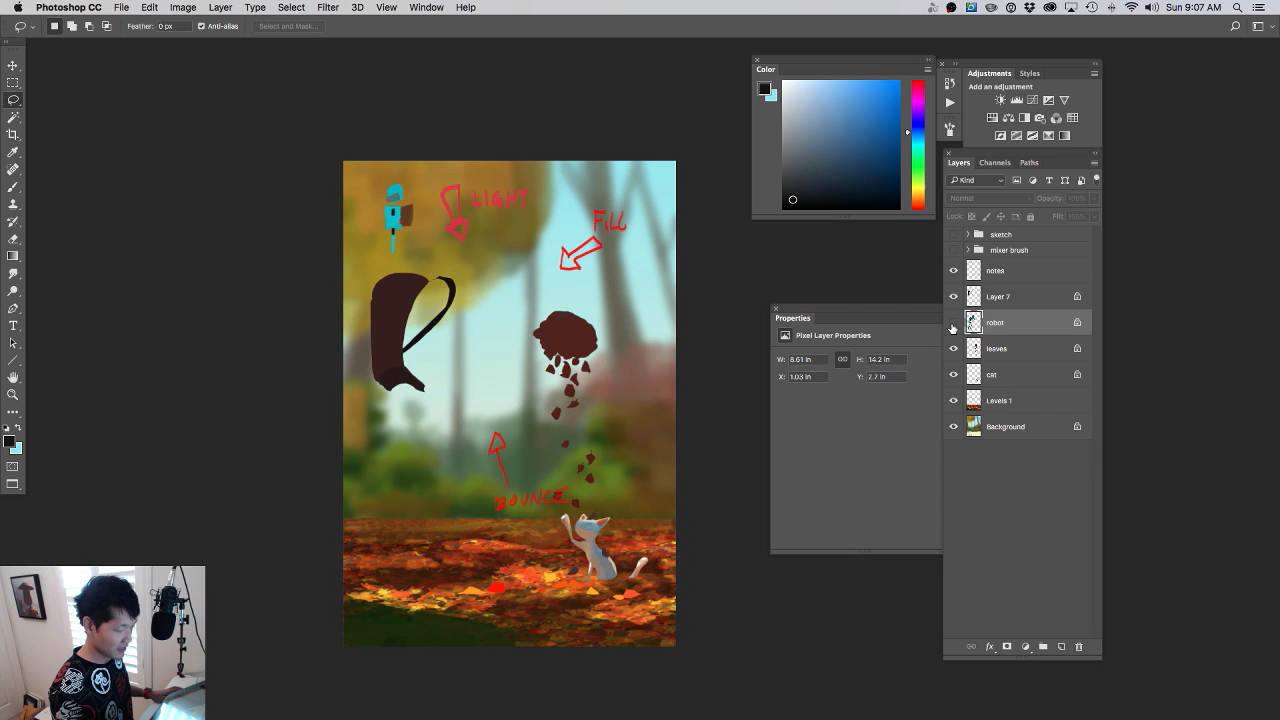 Photoshop CC File Edit Image Layer Type Select Filter 3D View Window Help Sun 9:07 AM
Feather: 0 px Anti-alias Select and Mask...
Color
Adjustments Styles
Add an adjustment
Layers Channels Paths
Kind
Normal Opacity: 100%
Lock: Fill: 100%
sketch
mixer brush
notes
Layer 7
robot
leaves
cat
Levels 1
Background
Properties
Pixel Layer Properties
W: 8.61 in H: 14.2 in
X: 1.03 in Y: 2.7 in
LIGHT
FILL
BOUNCE
fx